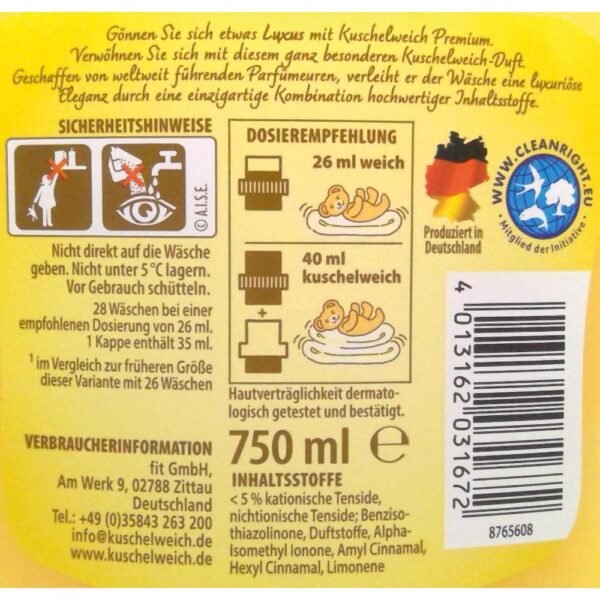 Gönnen Sie sich etwas Luxus mit Kuschelweich Premium.
Verwöhnen Sie sich mit diesem ganz besonderen Kuschelweich-Duft.
Geschaffen von weltweit führenden Parfümeuren, verleiht er der Wäsche eine luxuriöse
Eleganz durch eine einzigartige Kombination hochwertiger Inhaltsstoffe.
SICHERHEITSHINWEISE
© A.I.S.E.
Nicht direkt auf die Wäsche
geben. Nicht unter 5 °C lagern.
Vor Gebrauch schütteln.
28 Wäschen bei einer
empfohlenen Dosierung von 26 ml.
1 Kappe enthält 35 ml.
¹ im Vergleich zur früheren Größe
dieser Variante mit 26 Wäschen
VERBRAUCHERINFORMATION
fit GmbH,
Am Werk 9, 02788 Zittau
Deutschland
Tel.: +49 (0)35843 263 200
info@kuschelweich.de
www.kuschelweich.de
DOSIEREMPFEHLUNG
26 ml weich
40 ml
kuschelweich
+
Hautverträglichkeit dermato-
logisch getestet und bestätigt.
750 ml ℮
INHALTSSTOFFE
< 5 % kationische Tenside,
nichtionische Tenside; Benziso-
thiazolinone, Duftstoffe, Alpha-
Isomethyl Ionone, Amyl Cinnamal,
Hexyl Cinnamal, Limonene
Produziert in
Deutschland
WWW.CLEANRIGHT.EU
• Mitglied der Initiative •
4 013162 031672
8765608